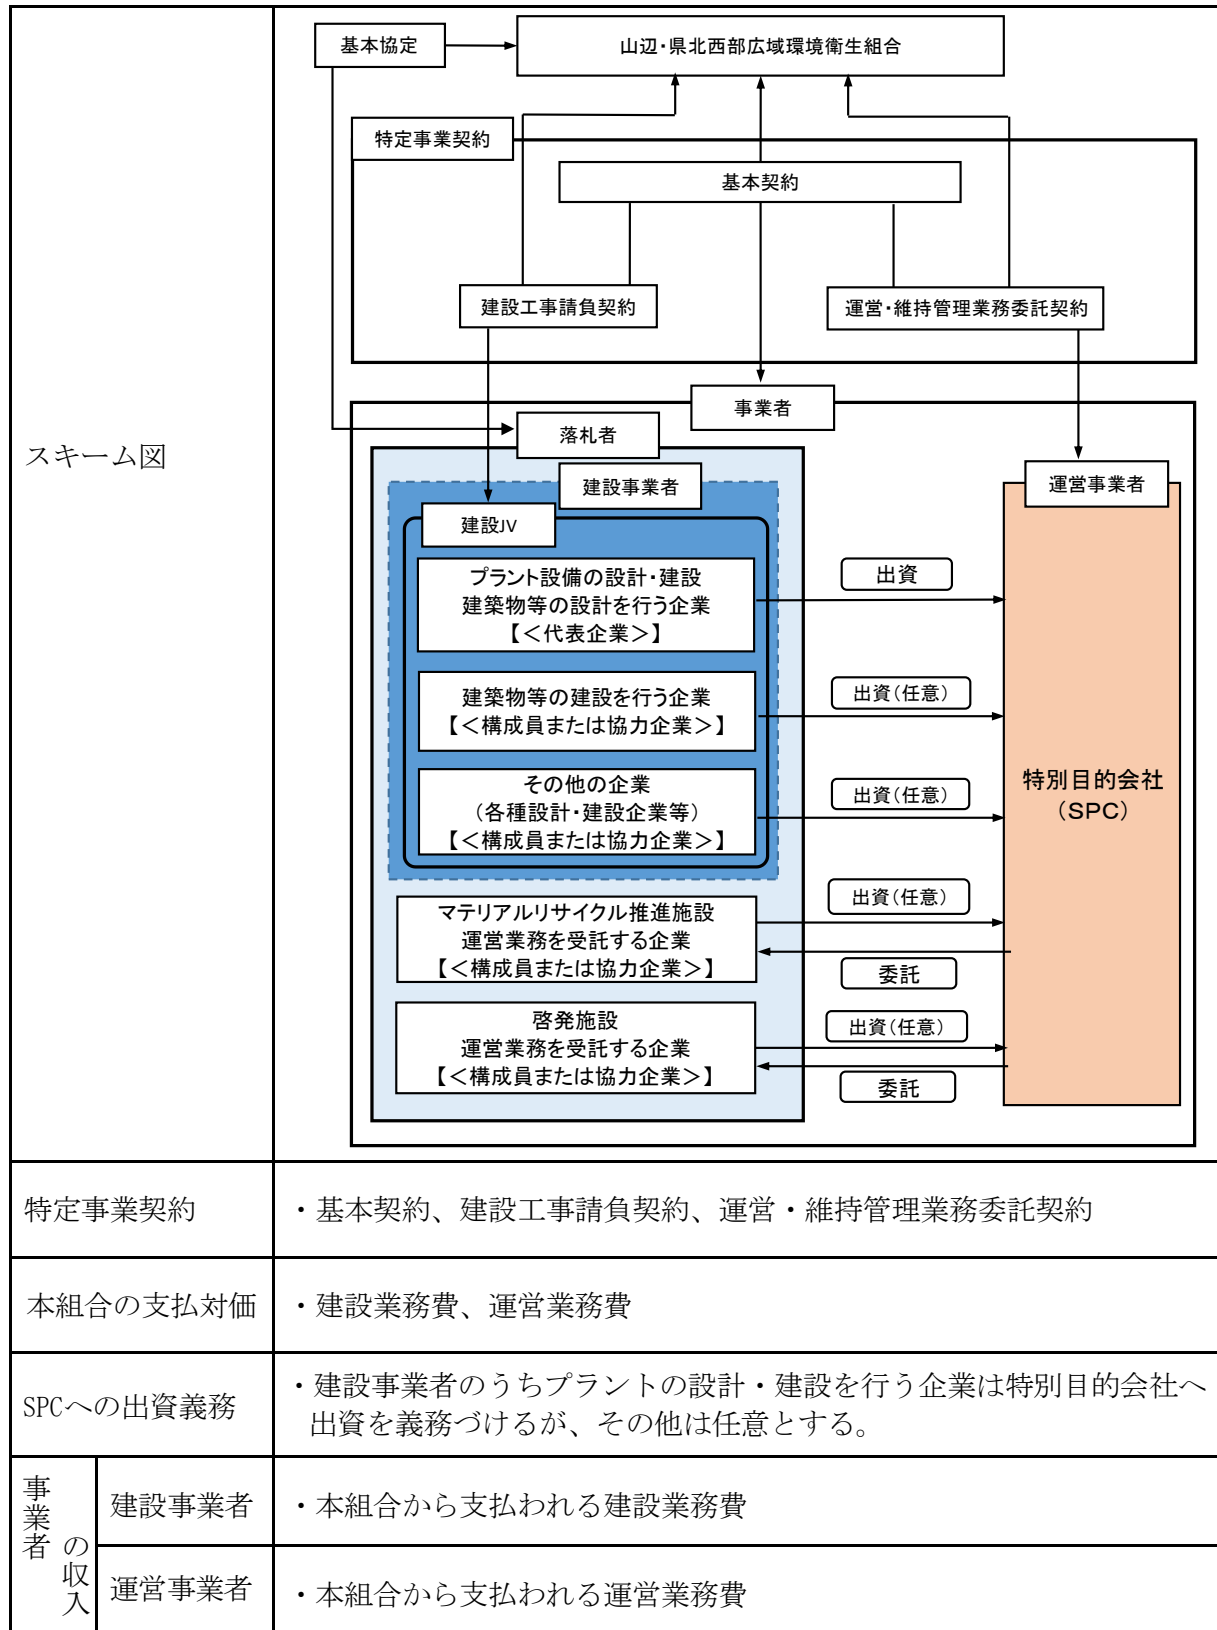 スキーム図
基本協定
山辺・県北西部広域環境衛生組合
特定事業契約
基本契約
建設工事請負契約
運営・維持管理業務委託契約
事業者
落札者
建設事業者
運営事業者
建設JV
プラント設備の設計・建設
建築物等の設計を行う企業
【<代表企業>】
出資
建築物等の建設を行う企業
【<構成員または協力企業>】
出資(任意)
その他の企業
(各種設計・建設企業等)
【<構成員または協力企業>】
出資(任意)
特別目的会社
(SPC)
マテリアルリサイクル推進施設
運営業務を受託する企業
【<構成員または協力企業>】
出資(任意)
委託
啓発施設
運営業務を受託する企業
【<構成員または協力企業>】
出資(任意)
委託
特定事業契約
・基本契約、建設工事請負契約、運営・維持管理業務委託契約
本組合の支払対価
・建設業務費、運営業務費
SPCへの出資義務
・建設事業者のうちプラントの設計・建設を行う企業は特別目的会社へ
出資を義務づけるが、その他は任意とする。
事業者
の収入
建設事業者
・本組合から支払われる建設業務費
運営事業者
・本組合から支払われる運営業務費